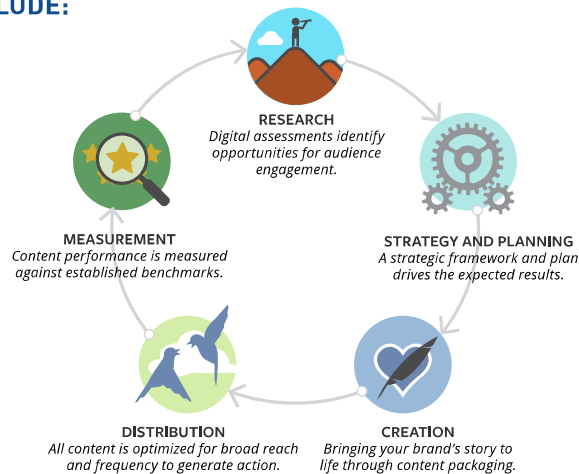 LUDE:
RESEARCH
Digital assessments identify
opportunities for audience
engagement.
MEASUREMENT
Content performance is measured
against established benchmarks.
STRATEGY AND PLANNING
A strategic framework and plan
drives the expected results.
DISTRIBUTION
All content is optimized for broad reach
and frequency to generate action.
CREATION
Bringing your brand's story to
life through content packaging.